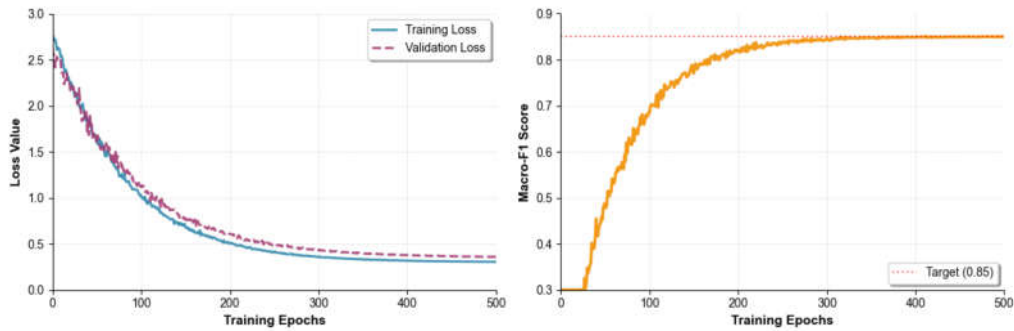 3.0
2.5
2.0
1.5
1.0
0.5
0.0
Loss Value
Training Loss
Validation Loss
0 100 200 300 400 500
Training Epochs
0.9
0.8
0.7
0.6
0.5
0.4
0.3
Macro-F1 Score
Target (0.85)
0 100 200 300 400 500
Training Epochs